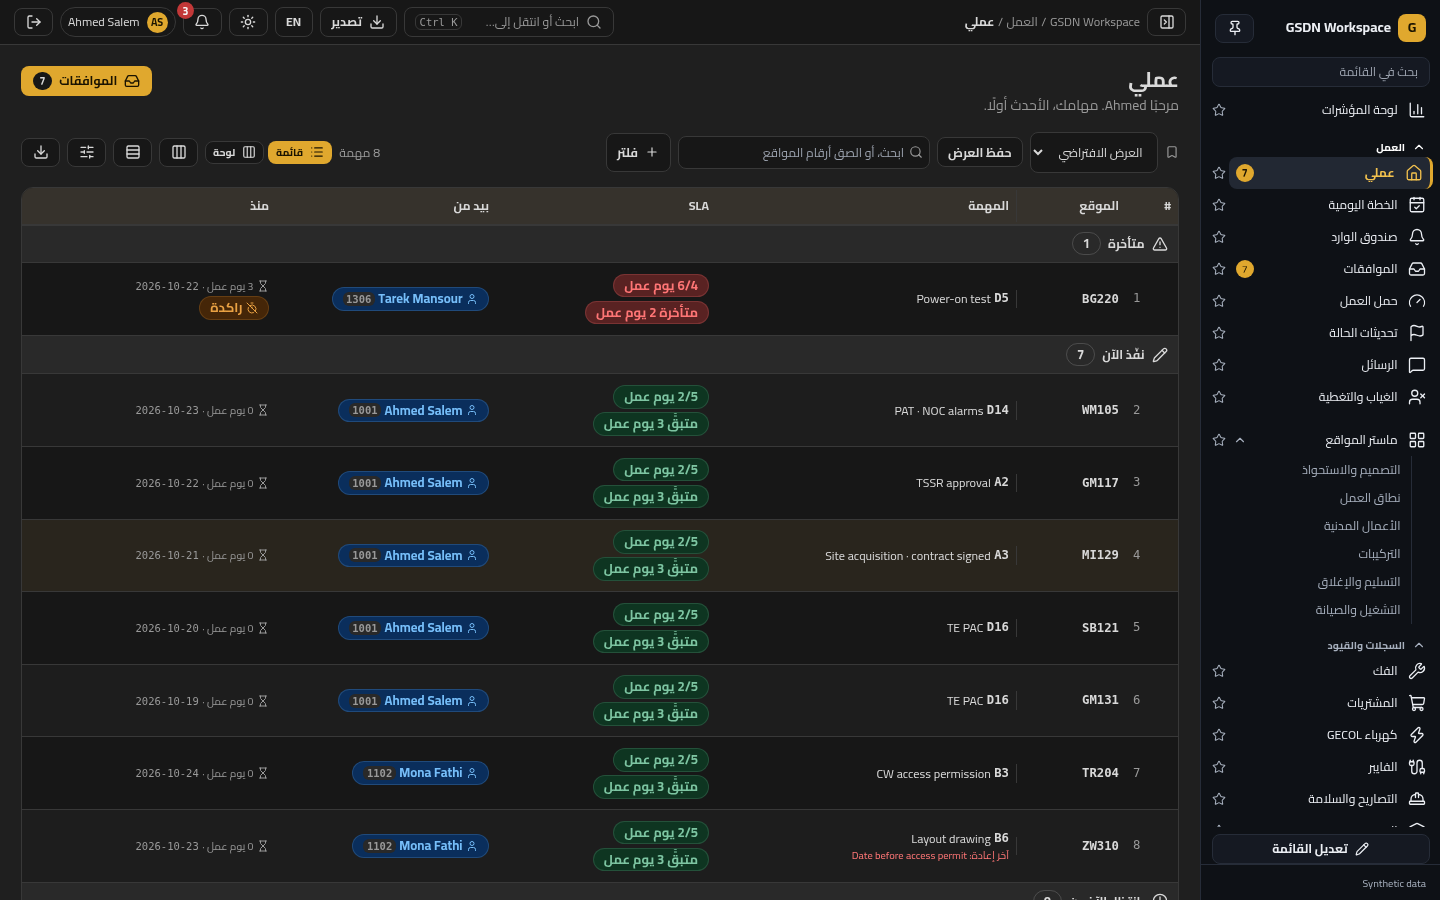 G GSDN Workspace
بحث في القائمة
لوحة المؤشرات
العمل
عملي 7
الخطة اليومية
صندوق الوارد
الموافقات 7
حمل العمل
تحديثات الحالة
الرسائل
الغياب والتغطية
ماستر المواقع
التصميم والاستحواذ
نطاق العمل
الأعمال المدنية
التركيبات
التسليم والإغلاق
التشغيل والصيانة
السجلات والقيود
الفك
المشتريات
كهرباء GECOL
الفايبر
التصاريح والسلامة
تعديل القائمة
Synthetic data
GSDN Workspace / العمل / عملي
ابحث أو انتقل إلى... Ctrl K
تصدير
EN
3
AS Ahmed Salem
عملي
مرحبًا Ahmed. مهامك، الأحدث أولًا.
الموافقات 7
العرض الافتراضي
حفظ العرض
ابحث، أو الصق أرقام المواقع
فلتر
8 مهمة
قائمة
لوحة
# الموقع المهمة SLA بيد من منذ
متأخرة 1
1 BG220 D5 Power-on test 6/4 يوم عمل متأخرة 2 يوم عمل Tarek Mansour 1306 3 يوم عمل · 2026-10-22 راكدة
نفّذ الآن 7
2 WM105 D14 PAT · NOC alarms 2/5 يوم عمل متبقٍّ 3 يوم عمل Ahmed Salem 1001 0 يوم عمل · 2026-10-23
3 GM117 A2 TSSR approval 2/5 يوم عمل متبقٍّ 3 يوم عمل Ahmed Salem 1001 0 يوم عمل · 2026-10-22
4 MI129 A3 Site acquisition · contract signed 2/5 يوم عمل متبقٍّ 3 يوم عمل Ahmed Salem 1001 0 يوم عمل · 2026-10-21
5 SB121 D16 TE PAC 2/5 يوم عمل متبقٍّ 3 يوم عمل Ahmed Salem 1001 0 يوم عمل · 2026-10-20
6 GM131 D16 TE PAC 2/5 يوم عمل متبقٍّ 3 يوم عمل Ahmed Salem 1001 0 يوم عمل · 2026-10-19
7 TR204 B3 CW access permission 2/5 يوم عمل متبقٍّ 3 يوم عمل Mona Fathi 1102 0 يوم عمل · 2026-10-24
8 ZW310 B6 Layout drawing 2/5 يوم عمل متبقٍّ 3 يوم عمل Mona Fathi 1102 0 يوم عمل · 2026-10-23
آخر إعادة: Date before access permit